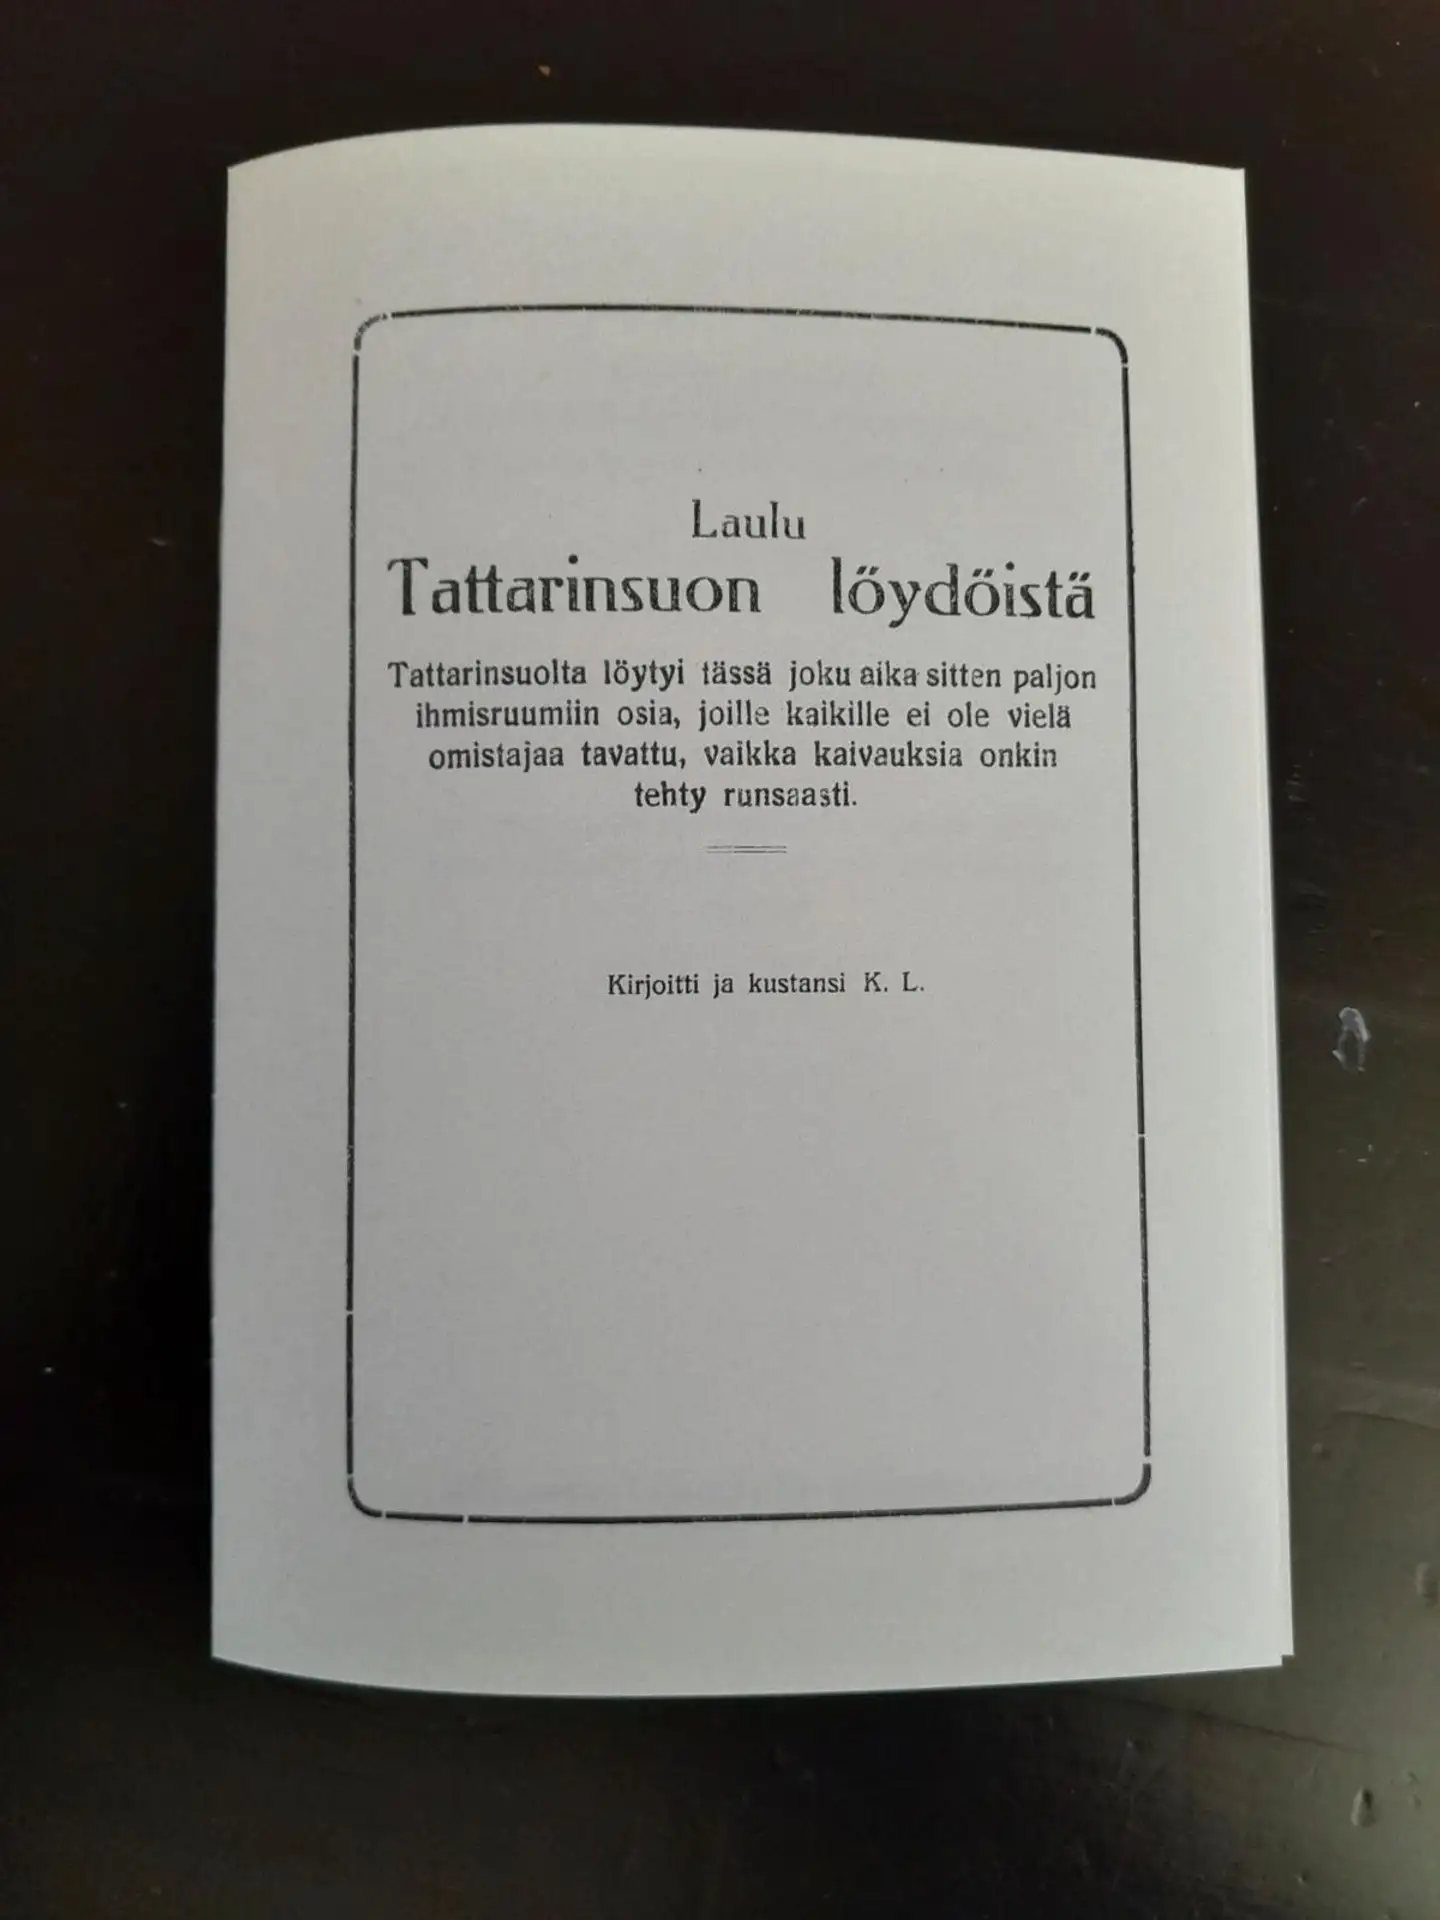 Laulu
Tattarinsuon löydöistä
Tattarinsuolta löytyi tässä joku aika sitten paljon
ihmisruumiin osia, joille kaikille ei ole vielä
omistajaa tavattu, vaikka kaivauksia onkin
tehty runsaasti.
Kirjoitti ja kustansi K. L.